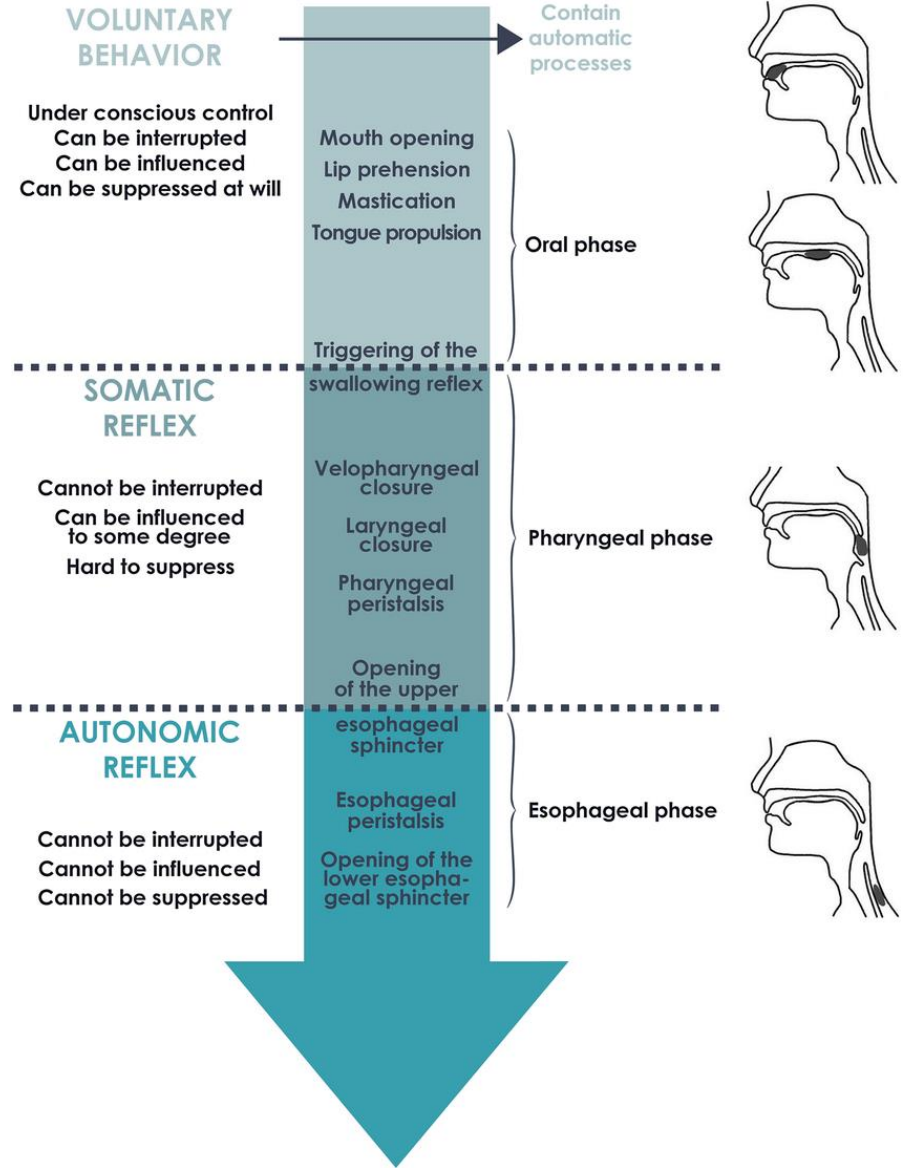 VOLUNTARY
BEHAVIOR
Contain
automatic
processes
Under conscious control
Can be interrupted
Can be influenced
Can be suppressed at will
Mouth opening
Lip prehension
Mastication
Tongue propulsion
Oral phase
Triggering of the
swallowing reflex
SOMATIC
REFLEX
Cannot be interrupted
Can be influenced
to some degree
Hard to suppress
Velopharyngeal
closure
Laryngeal
closure
Pharyngeal
peristalsis
Pharyngeal phase
Opening
of the upper
esophageal
sphincter
AUTONOMIC
REFLEX
Cannot be interrupted
Cannot be influenced
Cannot be suppressed
Esophageal
peristalsis
Opening of the
lower esopha-
geal sphincter
Esophageal phase